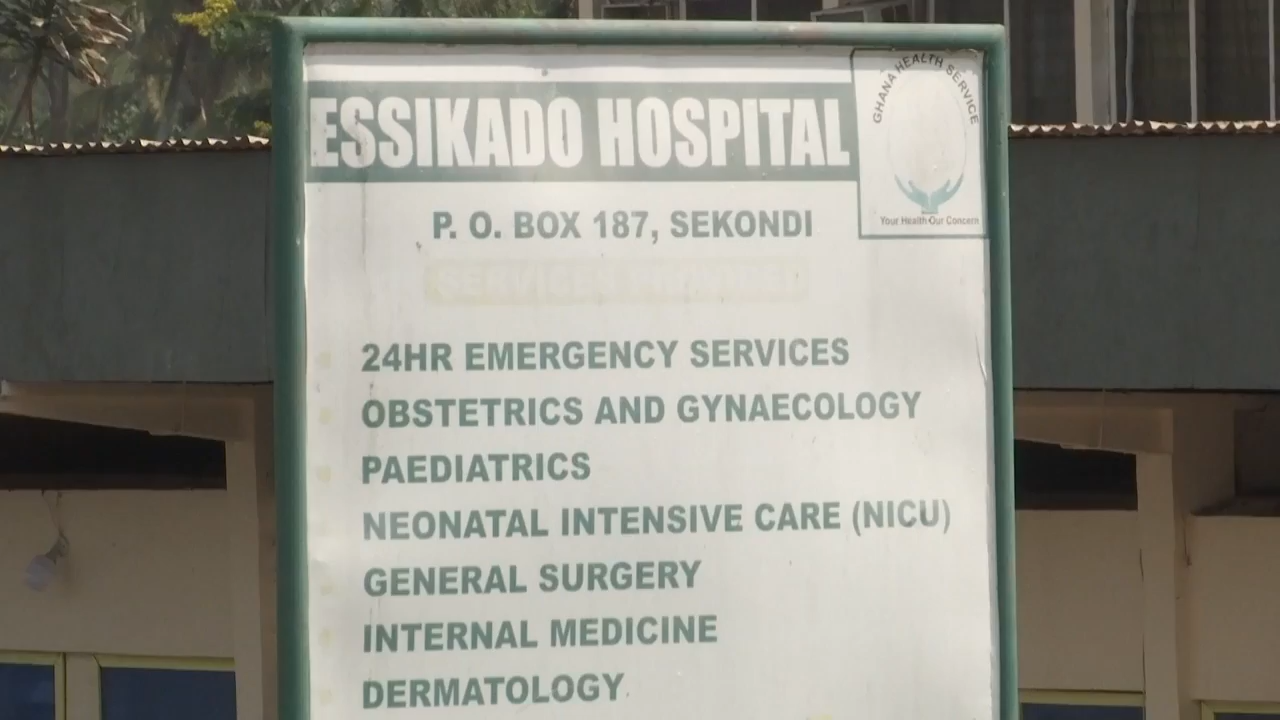 ESSIKADO HOSPITAL
GHANA HEALTH SERVICE
Your Health Our Concern
P. O. BOX 187, SEKONDI
SERVICES
24HR EMERGENCY SERVICES
OBSTETRICS AND GYNAECOLOGY
PAEDIATRICS
NEONATAL INTENSIVE CARE (NICU)
GENERAL SURGERY
INTERNAL MEDICINE
DERMATOLOGY